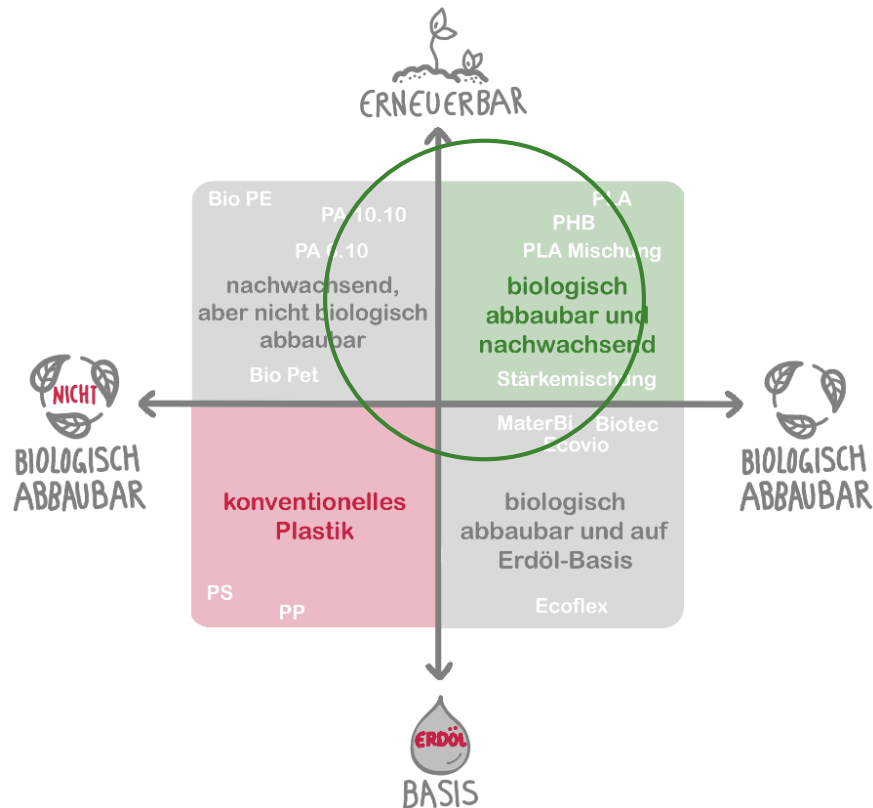 ERNEUERBAR
Bio PE
PA 10.10
PA 6.10
nachwachsend,
aber nicht biologisch
abbaubar
Bio Pet
PLA
PHB
PLA Mischung
biologisch
abbaubar und
nachwachsend
Stärkemischung
NICHT
BIOLOGISCH
ABBAUBAR
BIOLOGISCH
ABBAUBAR
konventionelles
Plastik
PS
PP
MaterBi
Biotec
Ecovio
biologisch
abbaubar und auf
Erdöl-Basis
Ecoflex
ERDÖL
BASIS